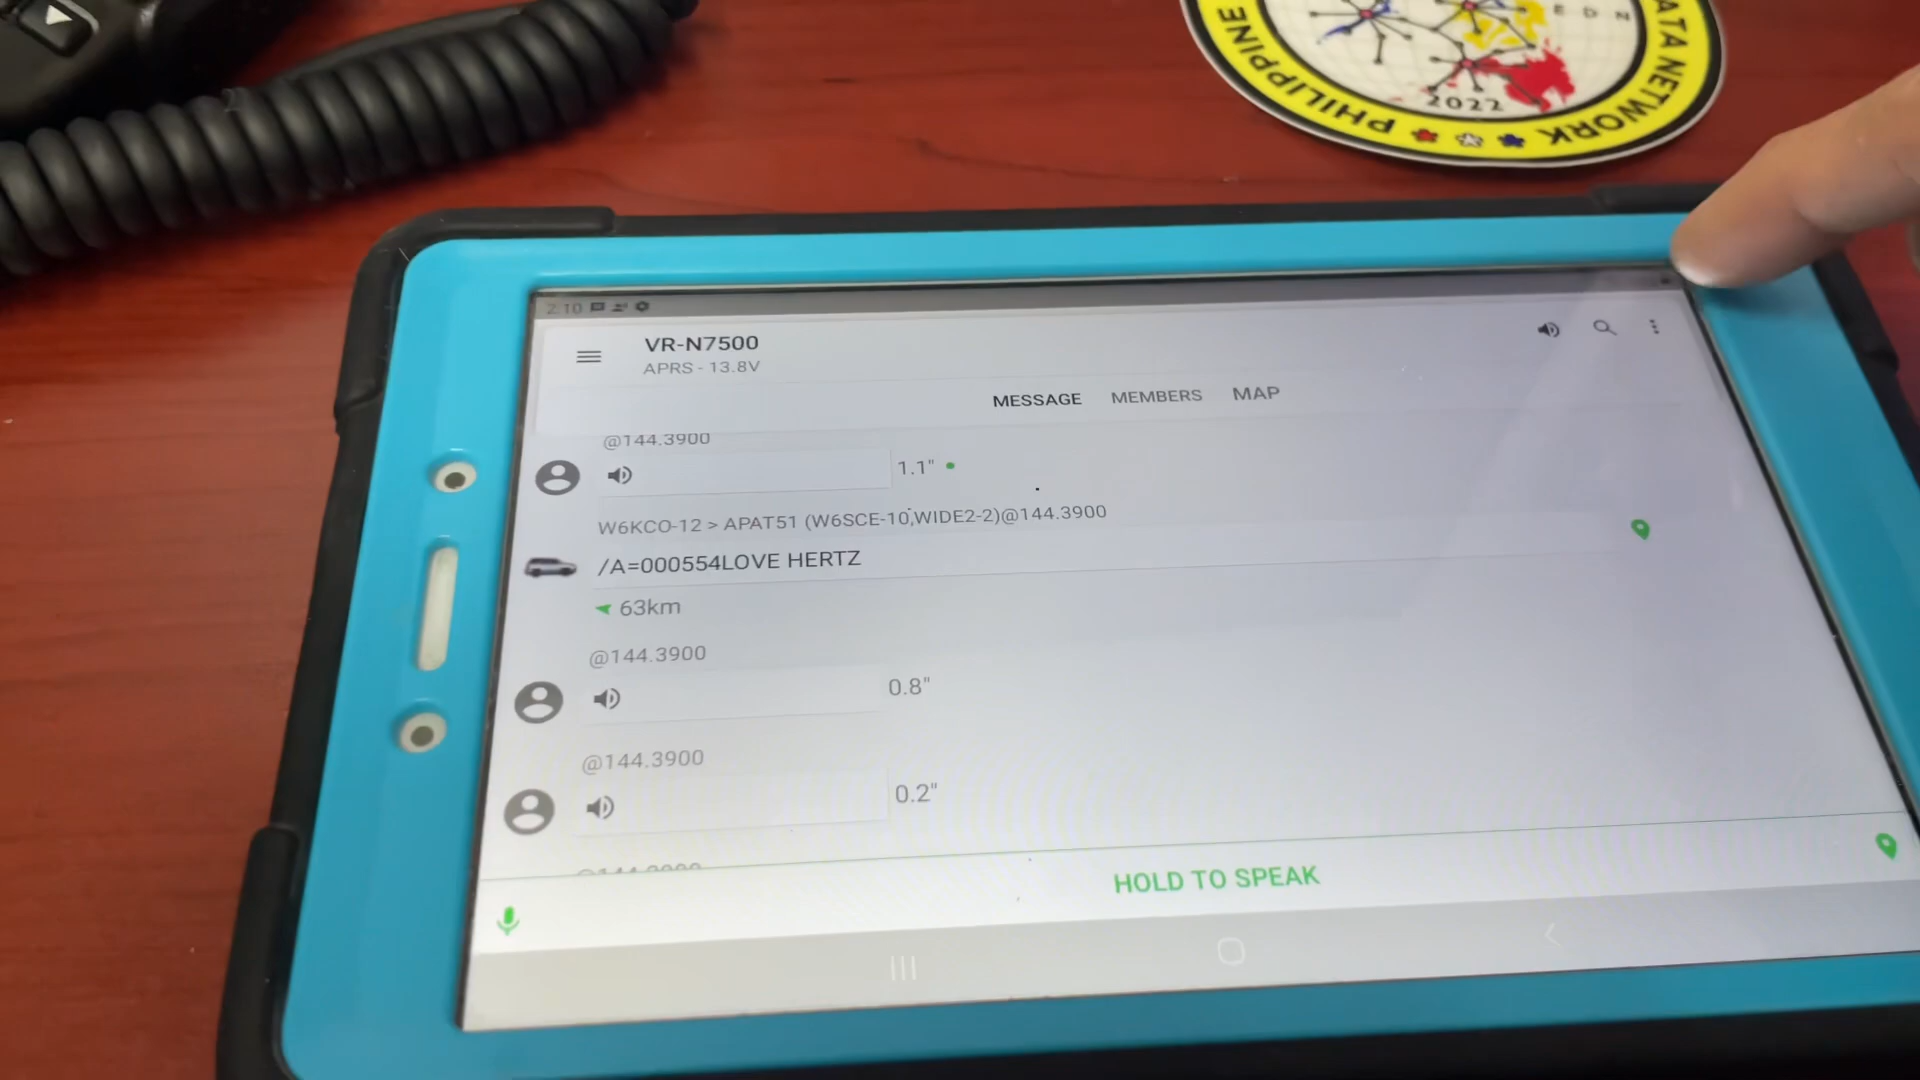 PHILIPPINE
ATA NETWORK
E D N
2022
2:10
VR-N7500
APRS - 13.8V
MESSAGE MEMBERS MAP
@144.3900
1.1"
W6KCO-12 > APAT51 (W6SCE-10,WIDE2-2)@144.3900
/A=000554LOVE HERTZ
63km
@144.3900
0.8"
@144.3900
0.2"
HOLD TO SPEAK